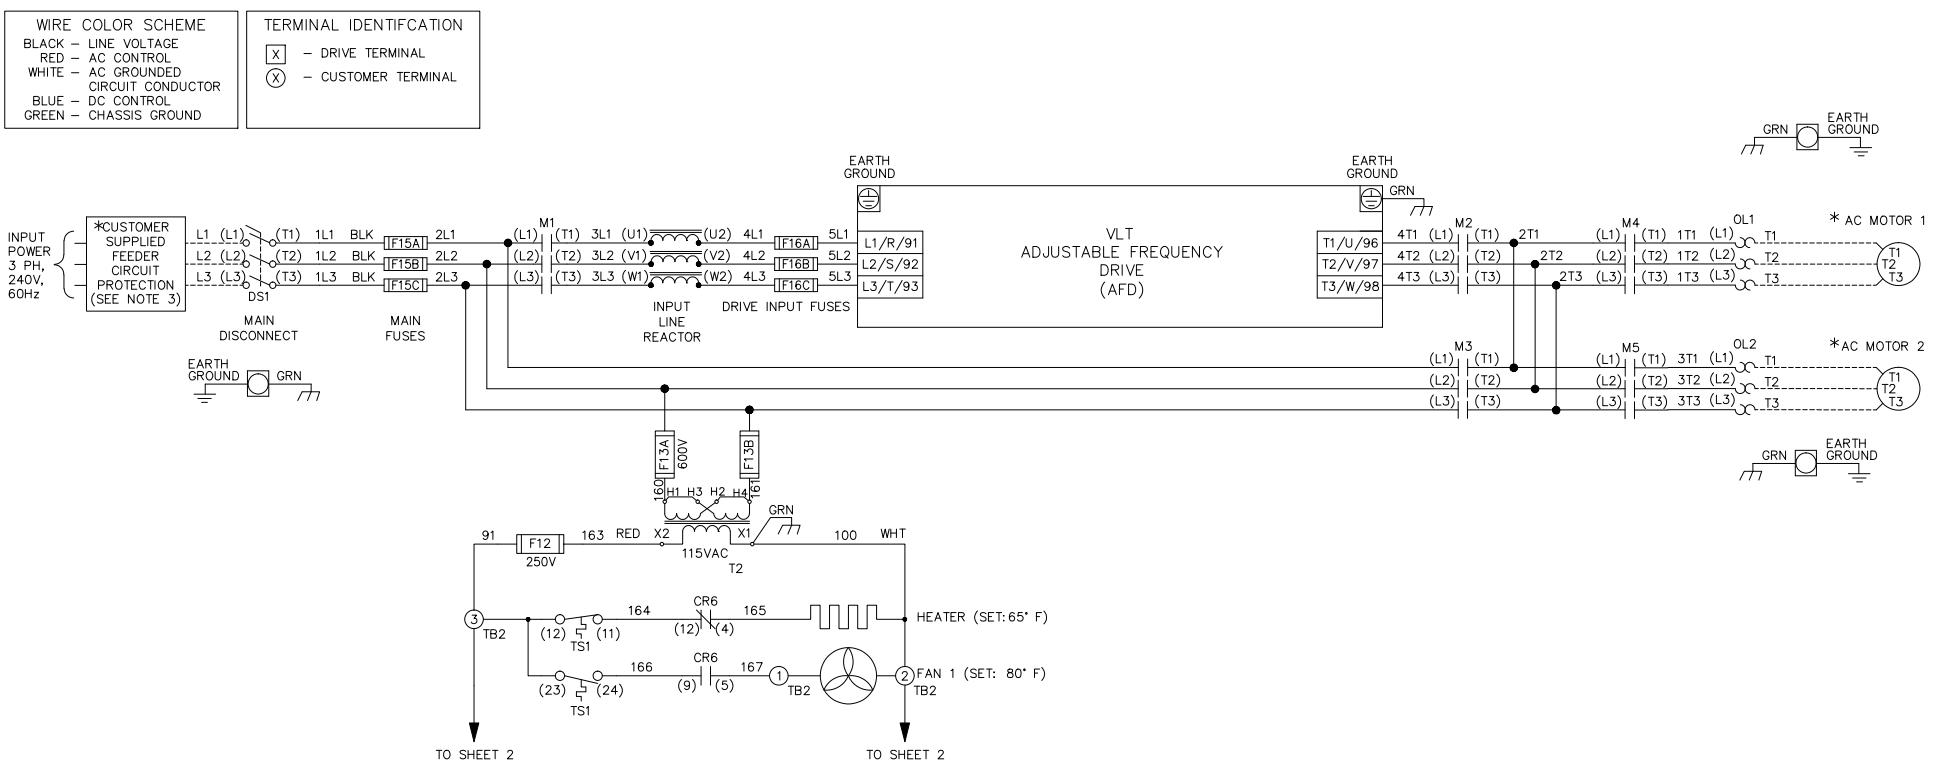 WIRE COLOR SCHEME
BLACK – LINE VOLTAGE
RED – AC CONTROL
WHITE – AC GROUNDED
CIRCUIT CONDUCTOR
BLUE – DC CONTROL
GREEN – CHASSIS GROUND
TERMINAL IDENTIFCATION
X – DRIVE TERMINAL
X – CUSTOMER TERMINAL
GRN
EARTH
GROUND
EARTH
GROUND
EARTH
GROUND
GRN
INPUT
POWER
3 PH,
240V,
60Hz
*CUSTOMER
SUPPLIED
FEEDER
CIRCUIT
PROTECTION
(SEE NOTE 3)
L1 (L1) (T1) 1L1 BLK F15A 2L1 (L1) M1 (T1) 3L1 (U1) (U2) 4L1 F16A 5L1 L1/R/91
L2 (L2) (T2) 1L2 BLK F15B 2L2 (L2) (T2) 3L2 (V1) (V2) 4L2 F16B 5L2 L2/S/92
L3 (L3) (T3) 1L3 BLK F15C 2L3 (L3) (T3) 3L3 (W1) (W2) 4L3 F16C 5L3 L3/T/93
DS1
MAIN
DISCONNECT
MAIN
FUSES
INPUT
LINE
REACTOR
DRIVE INPUT FUSES
VLT
ADJUSTABLE FREQUENCY
DRIVE
(AFD)
T1/U/96 4T1 (L1) M2 (T1) 2T1 (L1) M4 (T1) 1T1 (L1) OL1 T1
T2/V/97 4T2 (L2) (T2) 2T2 (L2) (T2) 1T2 (L2) T2
T3/W/98 4T3 (L3) (T3) 2T3 (L3) (T3) 1T3 (L3) T3
* AC MOTOR 1
T1
T2
T3
EARTH
GROUND
GRN
M3 M5 OL2
(L1) (T1) (L1) (T1) 3T1 (L1) T1
(L2) (T2) (L2) (T2) 3T2 (L2) T2
(L3) (T3) (L3) (T3) 3T3 (L3) T3
*AC MOTOR 2
T1
T2
T3
GRN
EARTH
GROUND
F13A
600V
F13B
160
H1 H3 H2 H4
161
GRN
91 F12 163 RED X2 X1 100 WHT
250V
115VAC
T2
3
TB2
(12) (11)
TS1
164
CR6
(12) (4)
165
HEATER (SET:65° F)
(23) (24)
TS1
166
CR6
(9) (5)
167
1
TB2
2
TB2
FAN 1 (SET: 80° F)
TO SHEET 2
TO SHEET 2